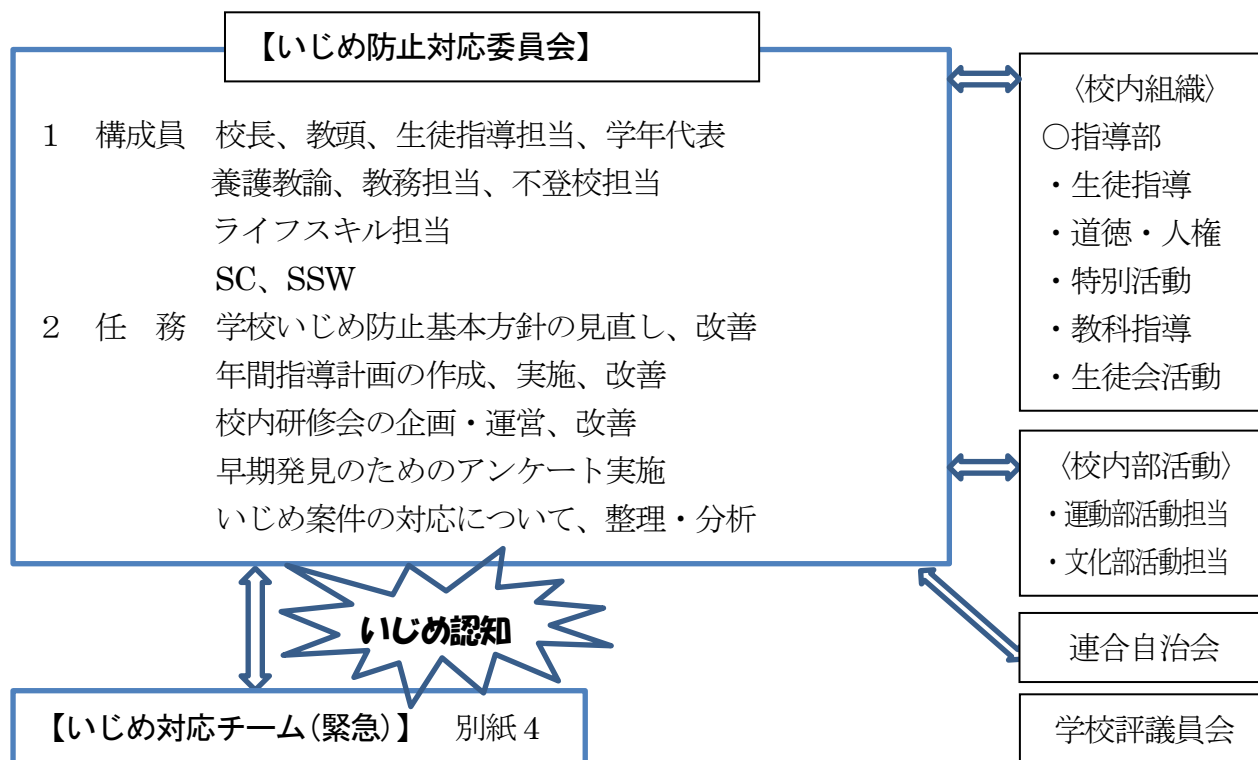 【いじめ防止対応委員会】
1 構成員 校長、教頭、生徒指導担当、学年代表
養護教諭、教務担当、不登校担当
ライフスキル担当
SC、SSW
2 任 務 学校いじめ防止基本方針の見直し、改善
年間指導計画の作成、実施、改善
校内研修会の企画・運営、改善
早期発見のためのアンケート実施
いじめ案件の対応について、整理・分析
いじめ認知
【いじめ対応チーム(緊急)】 別紙4
〈校内組織〉
○指導部
・生徒指導
・道徳・人権
・特別活動
・教科指導
・生徒会活動
〈校内部活動〉
・運動部活動担当
・文化部活動担当
連合自治会
学校評議員会